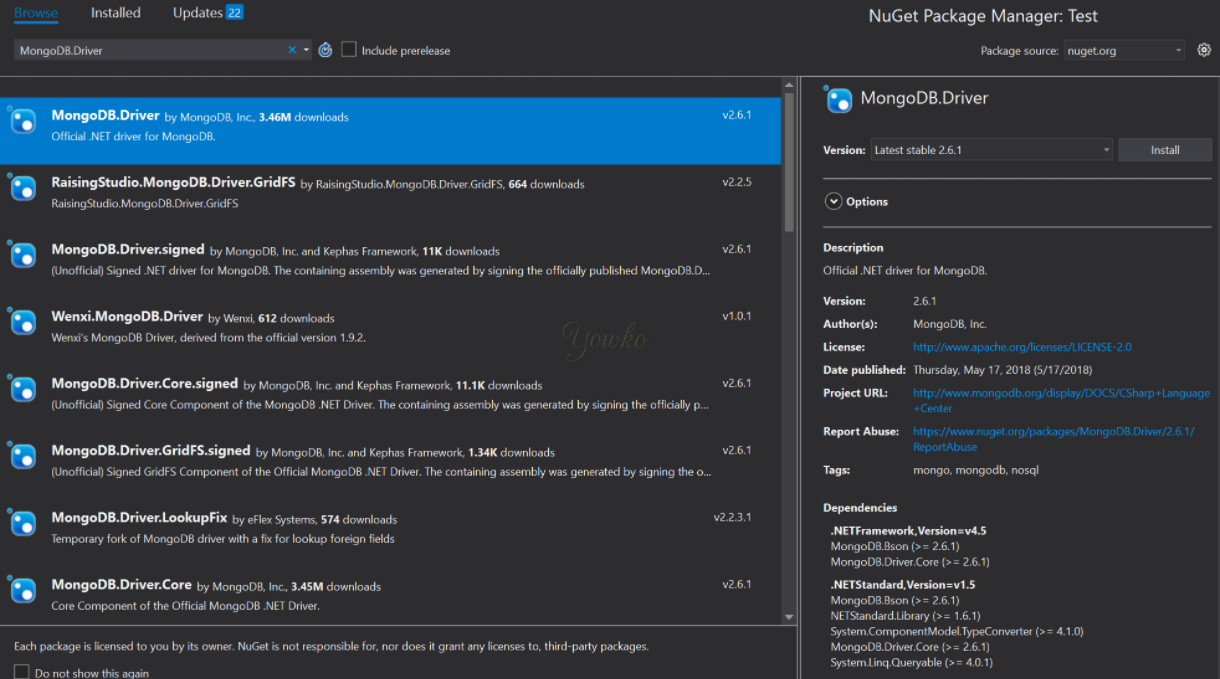 Browse Installed Updates 22
NuGet Package Manager: Test
MongoDB.Driver
Include prerelease
Package source: nuget.org
MongoDB.Driver by MongoDB, Inc., 3.46M downloads v2.6.1
Official .NET driver for MongoDB.
RaisingStudio.MongoDB.Driver.GridFS by RaisingStudio.MongoDB.Driver.GridFS, 664 downloads v2.2.5
RaisingStudio.MongoDB.Driver.GridFS
MongoDB.Driver.signed by MongoDB, Inc. and Kephas Framework, 11K downloads v2.6.1
(Unofficial) Signed .NET driver for MongoDB. The containing assembly was generated by signing the officially published MongoDB.D...
Wenxi.MongoDB.Driver by Wenxi, 612 downloads v1.0.1
Wenxi's MongoDB Driver, derived from the official version 1.9.2.
Yowko
MongoDB.Driver.Core.signed by MongoDB, Inc. and Kephas Framework, 11.1K downloads v2.6.1
(Unofficial) Signed Core Component of the MongoDB .NET Driver. The containing assembly was generated by signing the officially p...
MongoDB.Driver.GridFS.signed by MongoDB, Inc. and Kephas Framework, 1.34K downloads v2.6.1
(Unofficial) Signed GridFS Component of the Official MongoDB .NET Driver. The containing assembly was generated by signing the o...
MongoDB.Driver.LookupFix by eFlex Systems, 574 downloads v2.2.3.1
Temporary fork of MongoDB driver with a fix for lookup foreign fields
MongoDB.Driver.Core by MongoDB, Inc., 3.45M downloads v2.6.1
Core Component of the Official MongoDB .NET Driver.
Each package is licensed to you by its owner. NuGet is not responsible for, nor does it grant any licenses to, third-party packages.
Do not show this again
MongoDB.Driver
Version: Latest stable 2.6.1 Install
Options
Description
Official .NET driver for MongoDB.
Version: 2.6.1
Author(s): MongoDB, Inc.
License: http://www.apache.org/licenses/LICENSE-2.0
Date published: Thursday, May 17, 2018 (5/17/2018)
Project URL: http://www.mongodb.org/display/DOCS/CSharp+Language
+Center
Report Abuse: https://www.nuget.org/packages/MongoDB.Driver/2.6.1/
ReportAbuse
Tags: mongo, mongodb, nosql
Dependencies
.NETFramework,Version=v4.5
MongoDB.Bson (>= 2.6.1)
MongoDB.Driver.Core (>= 2.6.1)
.NETStandard,Version=v1.5
MongoDB.Bson (>= 2.6.1)
NETStandard.Library (>= 1.6.1)
System.ComponentModel.TypeConverter (>= 4.1.0)
MongoDB.Driver.Core (>= 2.6.1)
System.Linq.Queryable (>= 4.0.1)